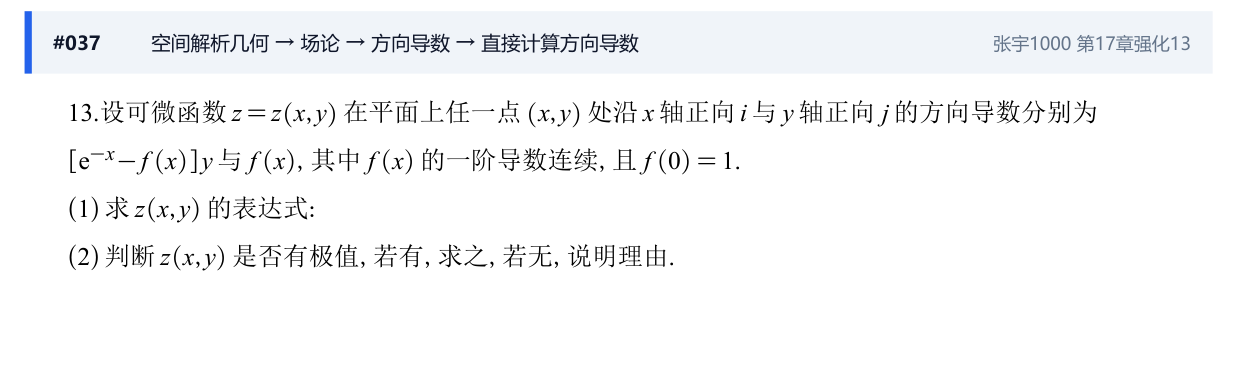 #037 空间解析几何 → 场论 → 方向导数 → 直接计算方向导数 张宇1000 第17章强化13
13.设可微函数 z=z(x,y) 在平面上任一点 (x,y) 处沿 x 轴正向 i 与 y 轴正向 j 的方向导数分别为
[e⁻ˣ−f(x)]y 与 f(x), 其中 f(x) 的一阶导数连续, 且 f(0)=1.
(1) 求 z(x,y) 的表达式:
(2) 判断 z(x,y) 是否有极值, 若有, 求之, 若无, 说明理由.